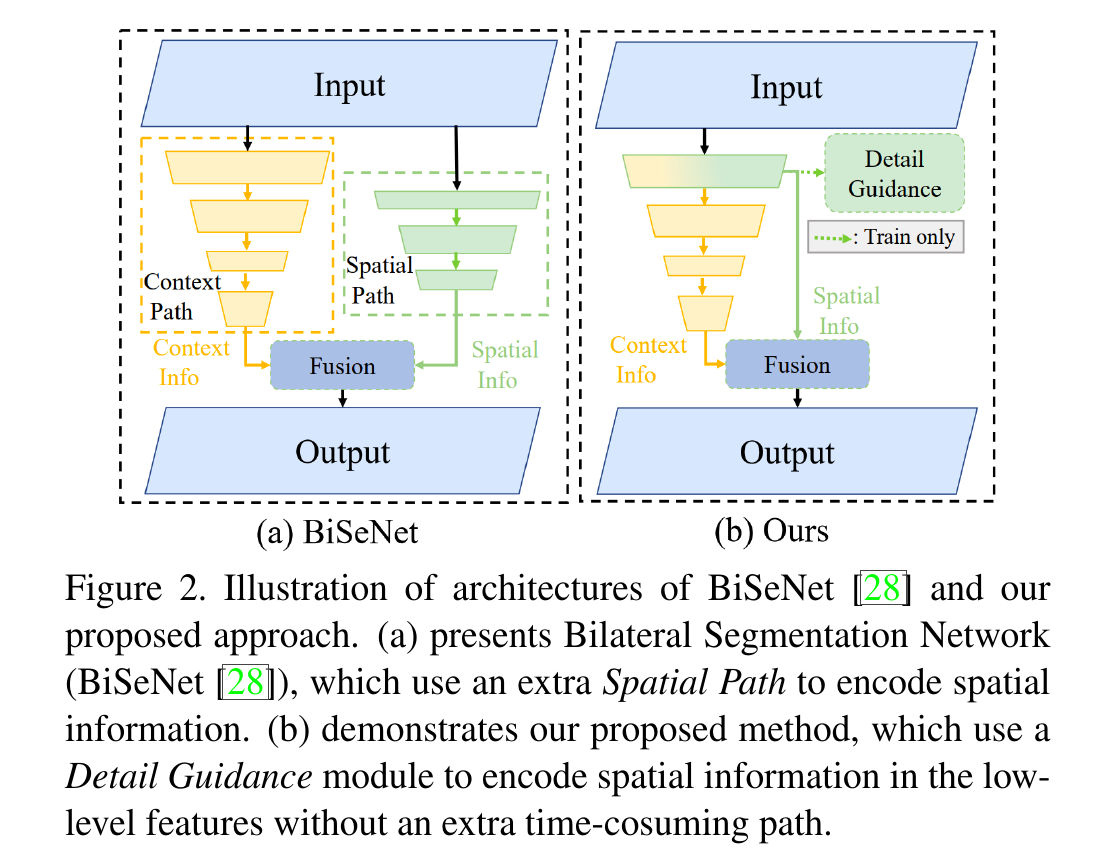 Input
Context
Path
Spatial
Path
Context
Info
Fusion
Spatial
Info
Output
(a) BiSeNet
Input
Detail
Guidance
: Train only
Spatial
Info
Context
Info
Fusion
Output
(b) Ours
Figure 2. Illustration of architectures of BiSeNet [28] and our
proposed approach. (a) presents Bilateral Segmentation Network
(BiSeNet [28]), which use an extra Spatial Path to encode spatial
information. (b) demonstrates our proposed method, which use a
Detail Guidance module to encode spatial information in the low-
level features without an extra time-cosuming path.